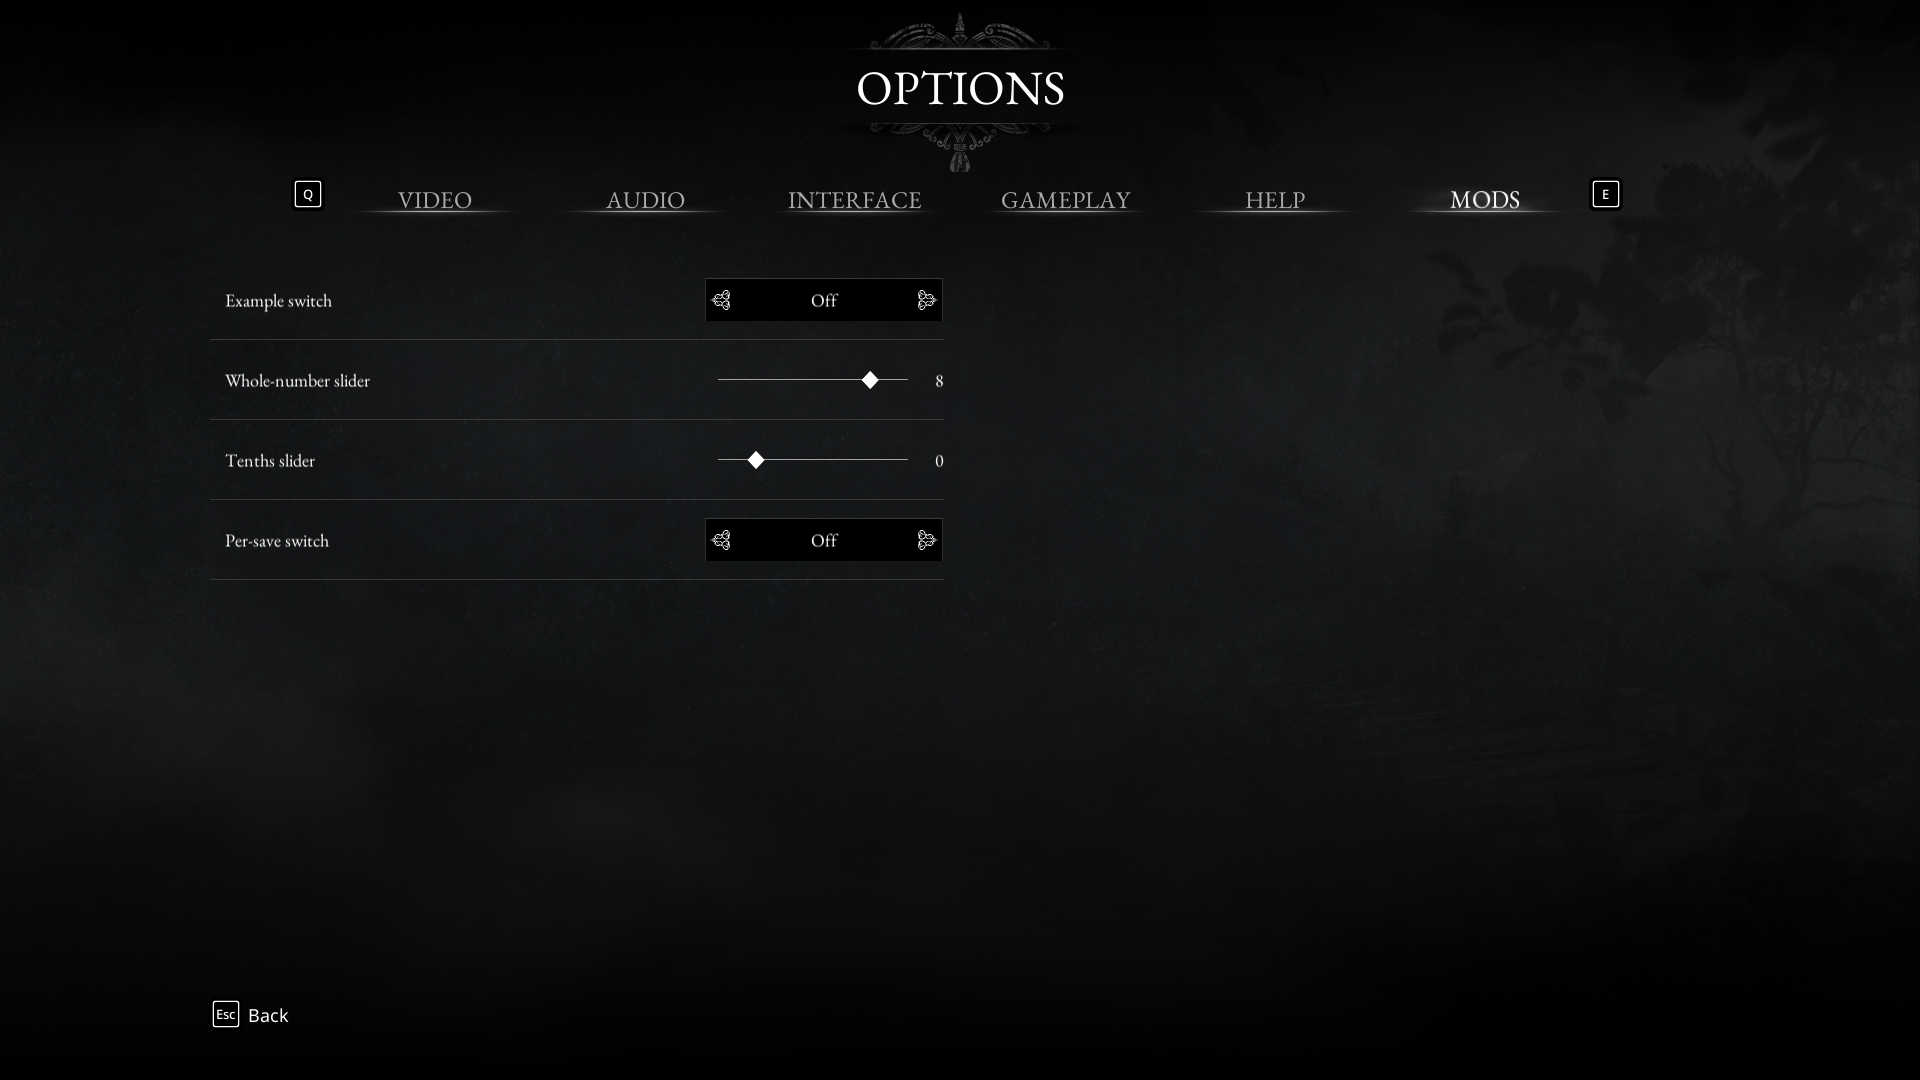 OPTIONS
Q VIDEO AUDIO INTERFACE GAMEPLAY HELP MODS E
Example switch Off
Whole-number slider 8
Tenths slider 0
Per-save switch Off
Esc Back